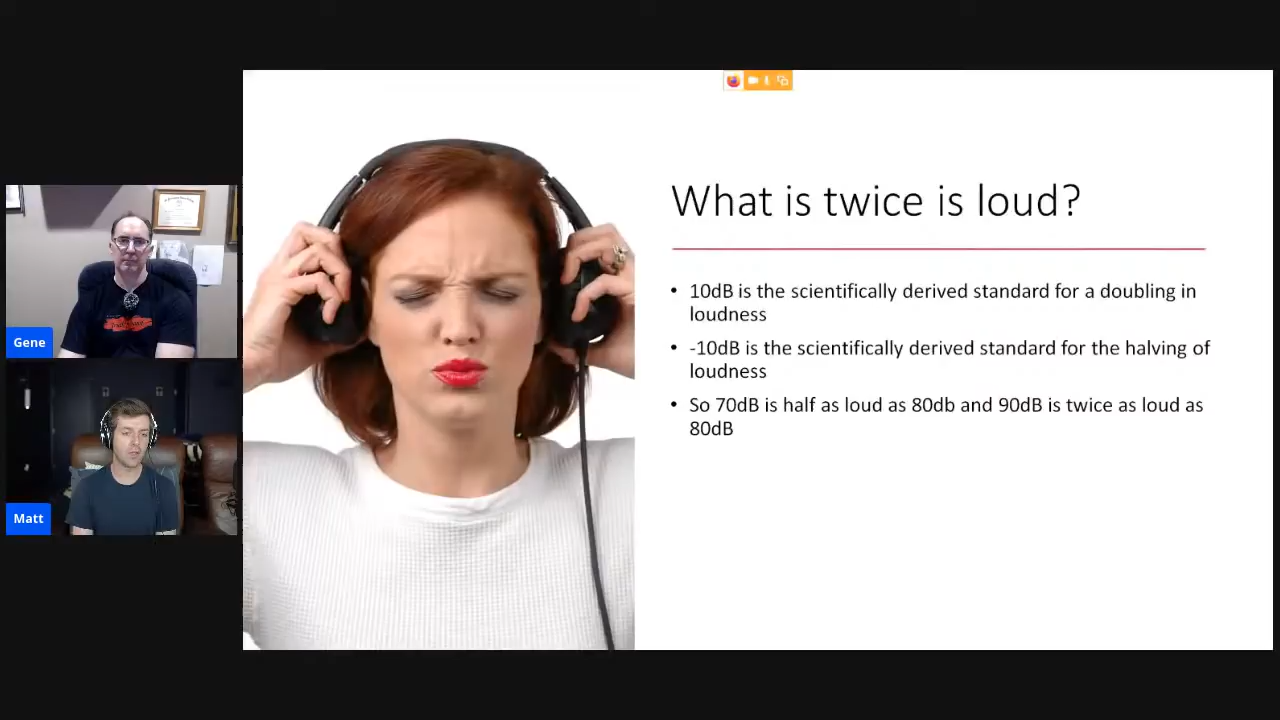 What is twice is loud?
• 10dB is the scientifically derived standard for a doubling in
loudness
• -10dB is the scientifically derived standard for the halving of
loudness
• So 70dB is half as loud as 80db and 90dB is twice as loud as
80dB
Gene
Matt